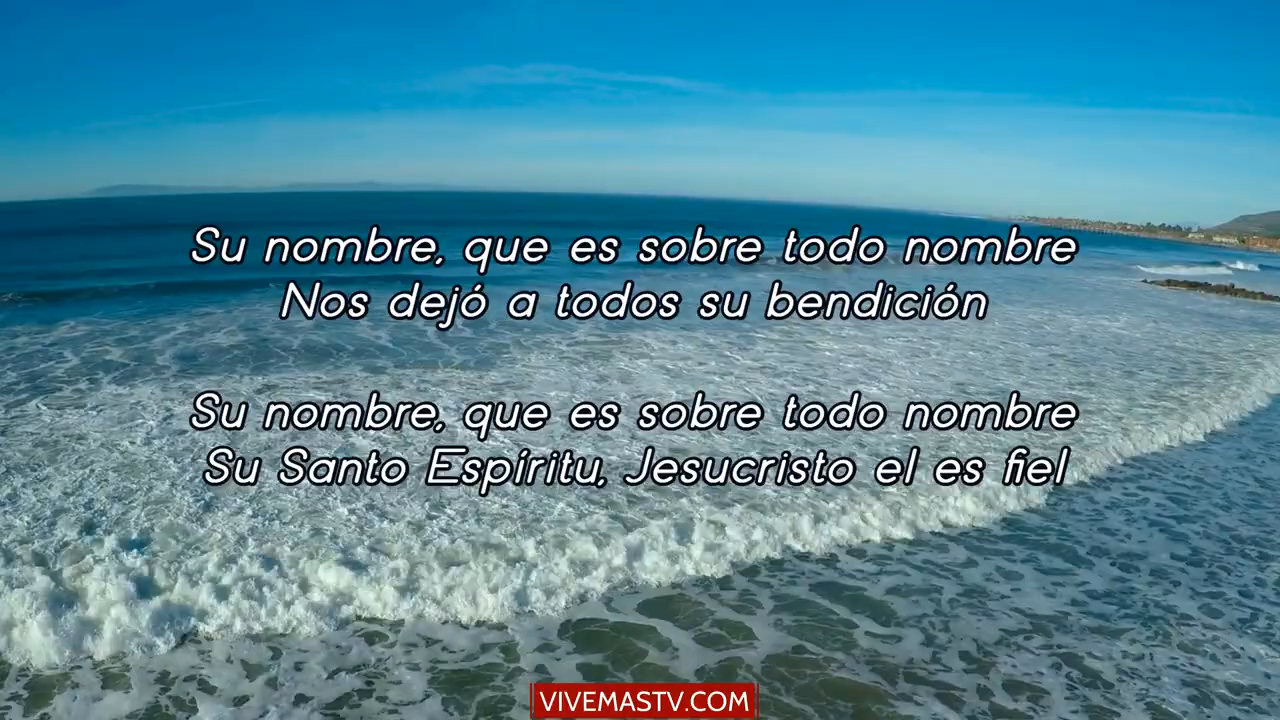 Su nombre, que es sobre todo nombre
Nos dejó a todos su bendición
Su nombre, que es sobre todo nombre
Su Santo Espíritu, Jesucristo el es fiel
VIVEMASTV.COM